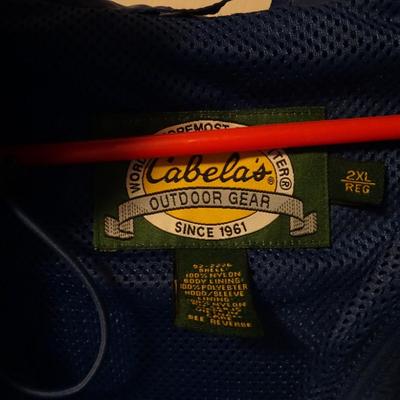 WORLD'S FOREMOST OUTFITTER®
Cabela's®
OUTDOOR GEAR
SINCE 1961
2XL
REG
SHELL
100% NYLON
BODY LINING:
100% POLYESTER
HOOD/SLEEVE
LINING:
NYLON
SEE REVERSE